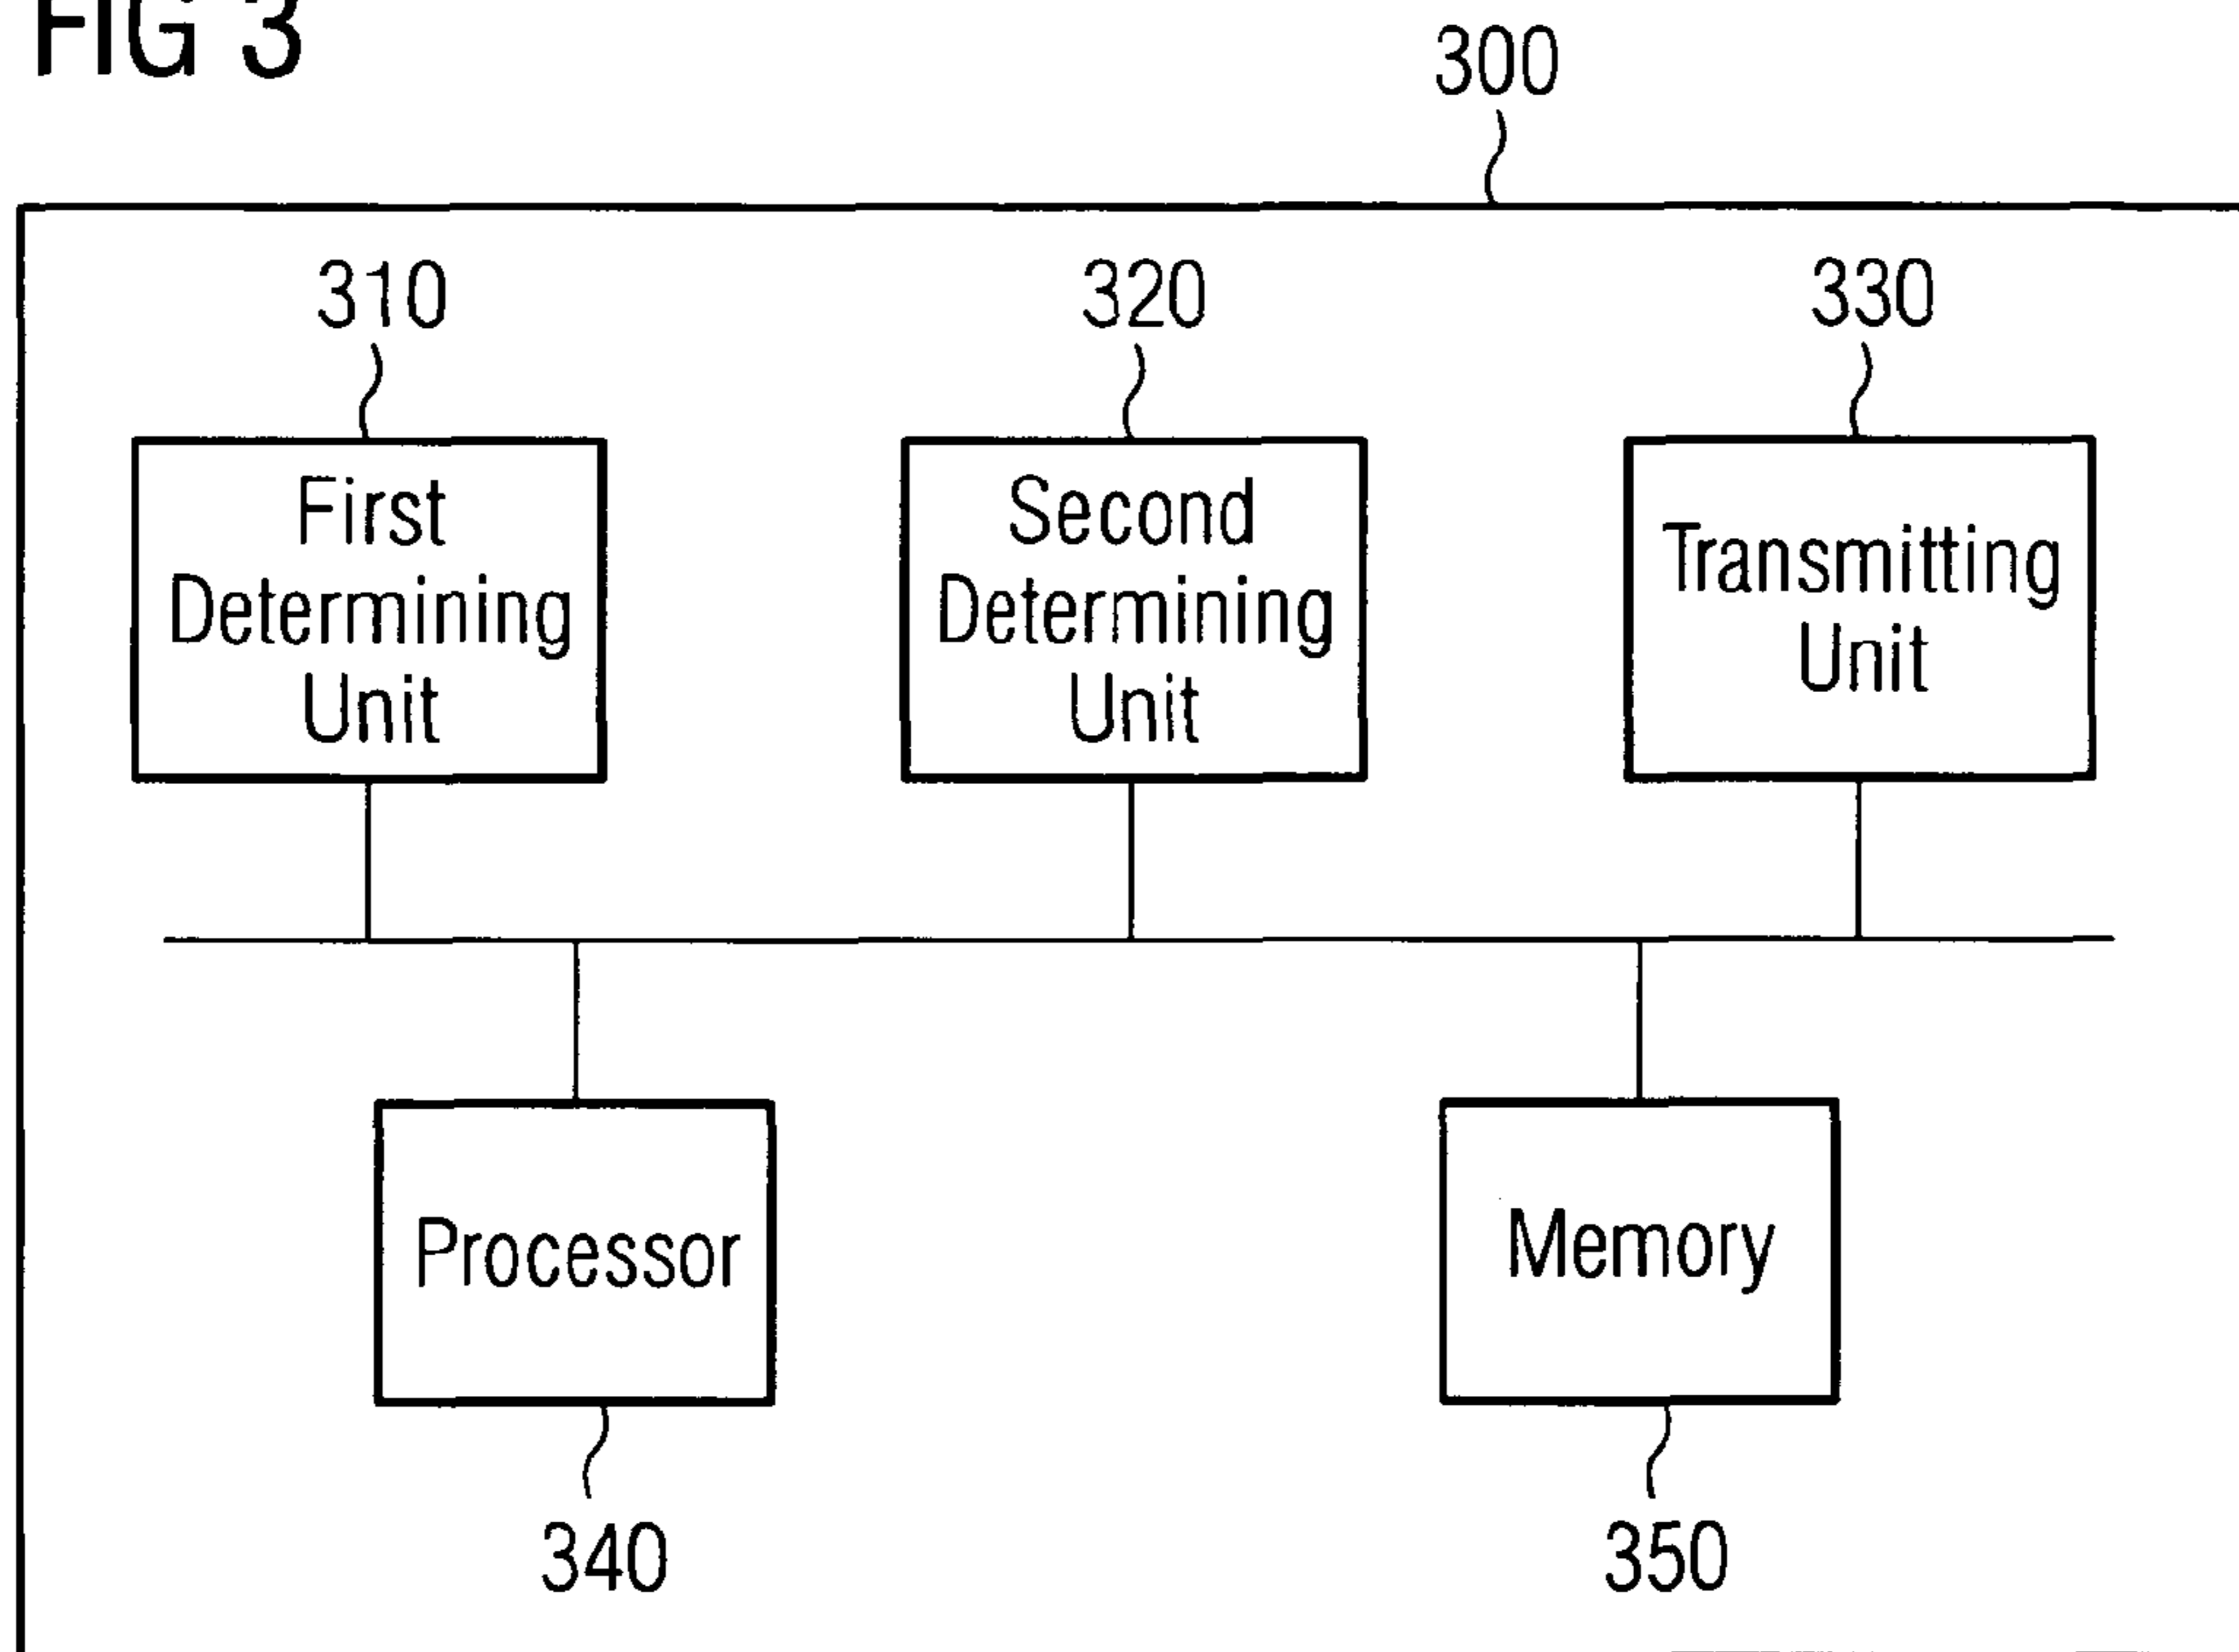 FIG 3
300
310
320
330
First
Determining
Unit
Second
Determining
Unit
Transmitting
Unit
Processor
Memory
340
350